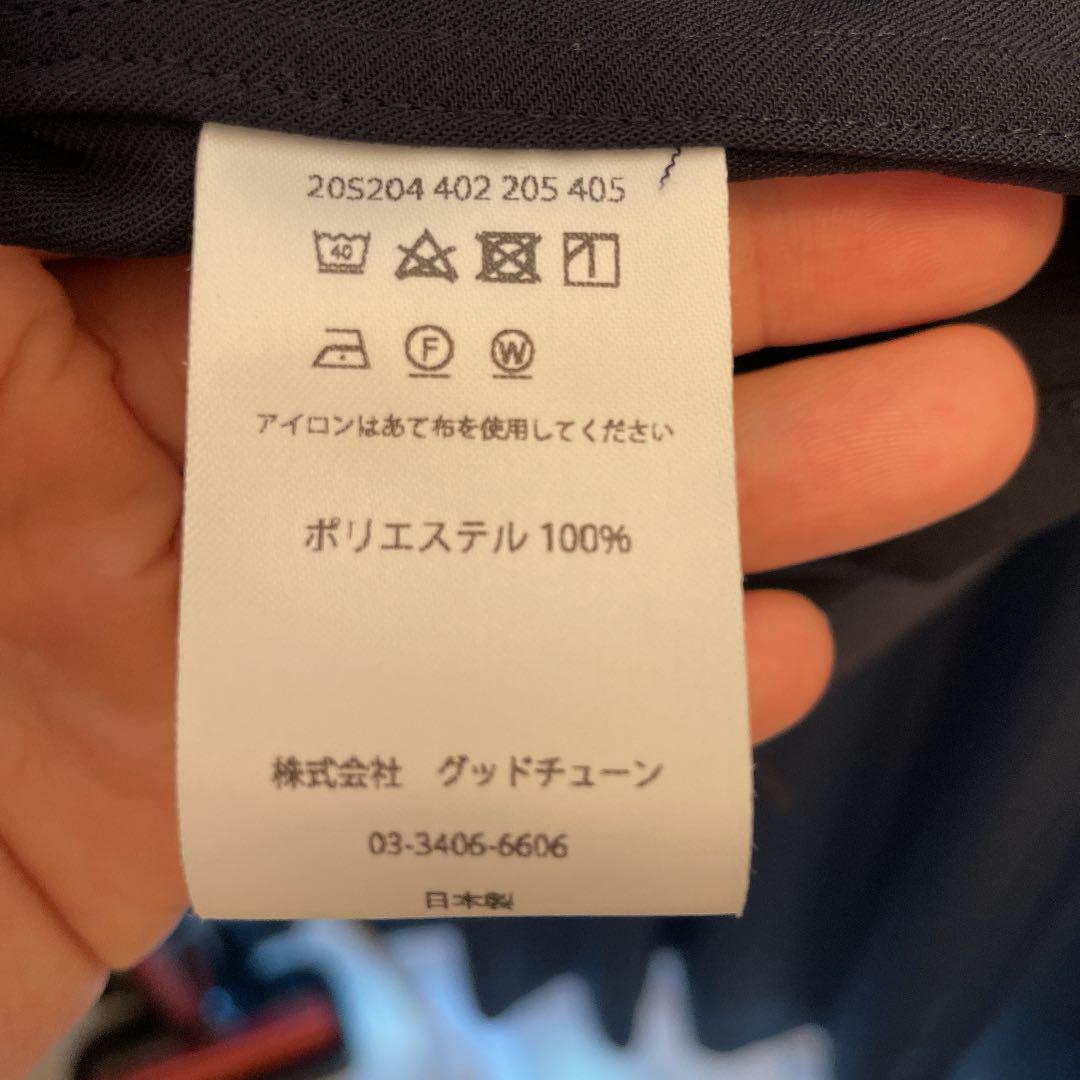 20S204 402 205 405
40
F W
アイロンはあて布を使用してください
ポリエステル 100%
株式会社 グッドチューン
03-3406-6606
日本製